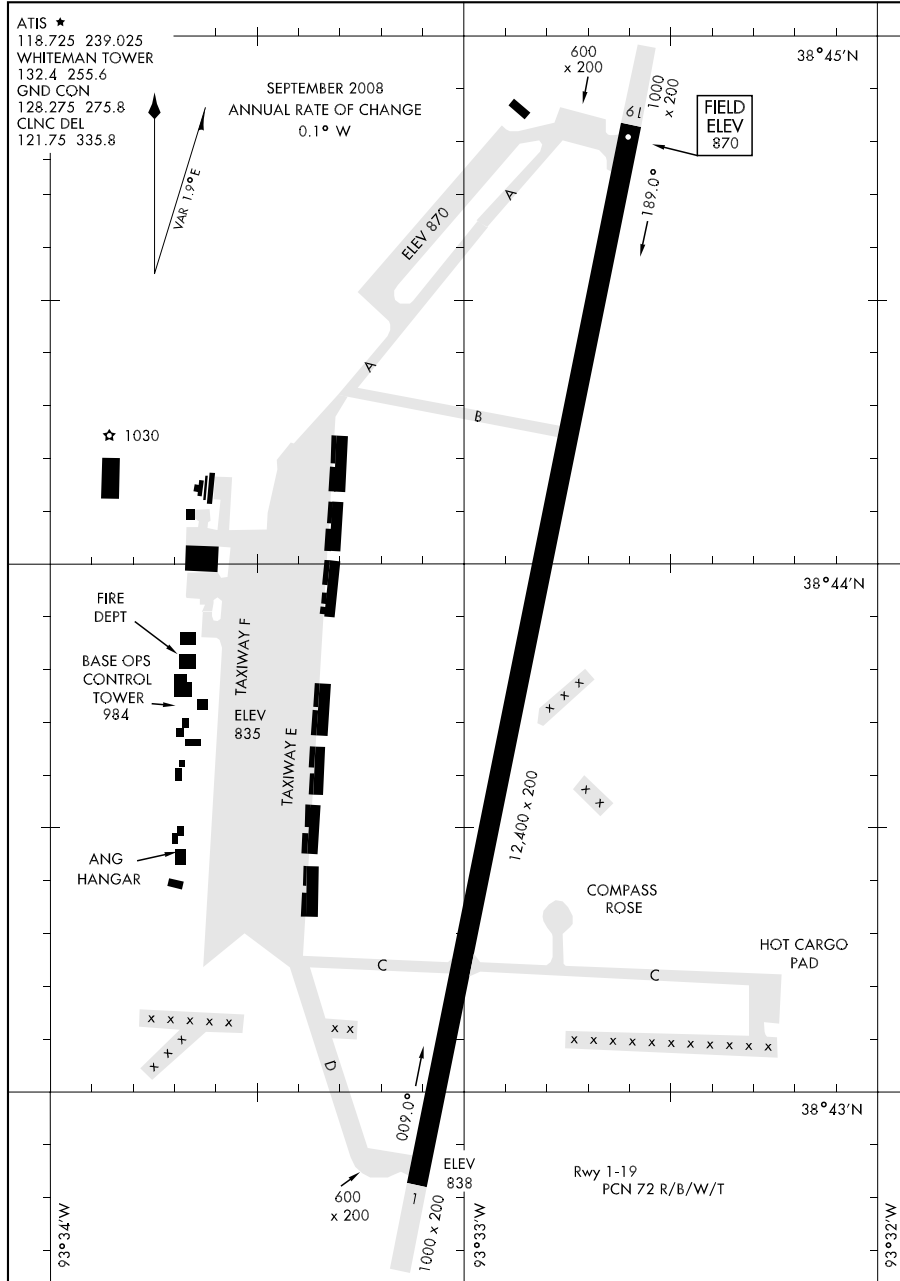 ATIS ★
118.725 239.025
WHITEMAN TOWER
132.4 255.6
GND CON
128.275 275.8
CLNC DEL
121.75 335.8
SEPTEMBER 2008
ANNUAL RATE OF CHANGE
0.1° W
VAR 1.9° E
600
x 200
1000
x 200
38°45'N
19
FIELD
ELEV
870
189.0°
A
ELEV 870
A
B
1030
38°44'N
FIRE
DEPT
BASE OPS
CONTROL
TOWER
984
TAXIWAY F
ELEV
835
TAXIWAY E
x x x
x x
12,400 x 200
ANG
HANGAR
COMPASS
ROSE
HOT CARGO
PAD
C
C
x x x x x
x x x
x x
x x x x x x x x x x x
D
009.0°
38°43'N
ELEV
838
Rwy 1-19
PCN 72 R/B/W/T
600
x 200
1
1000 x 200
93°34'W
93°33'W
93°32'W